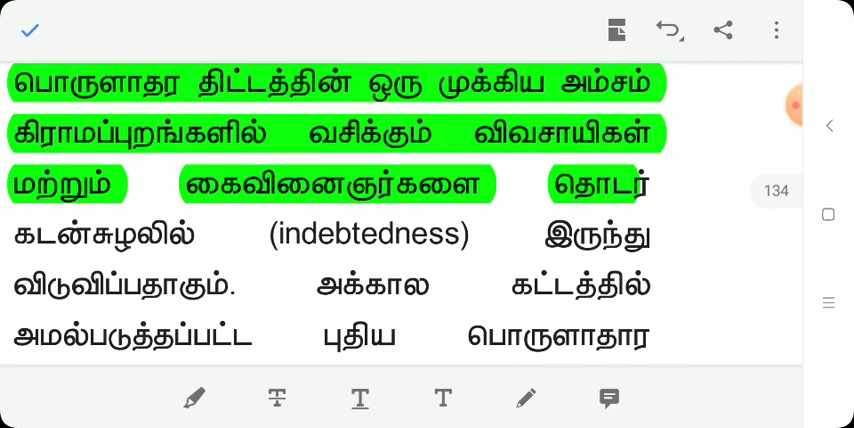 பொருளாதர திட்டத்தின் ஒரு முக்கிய அம்சம்
கிராமப்புறங்களில் வசிக்கும் விவசாயிகள்
மற்றும் கைவினைஞர்களை தொடர்
134
கடன்சுழலில் (indebtedness) இருந்து
விடுவிப்பதாகும். அக்கால கட்டத்தில்
அமல்படுத்தப்பட்ட புதிய பொருளாதார